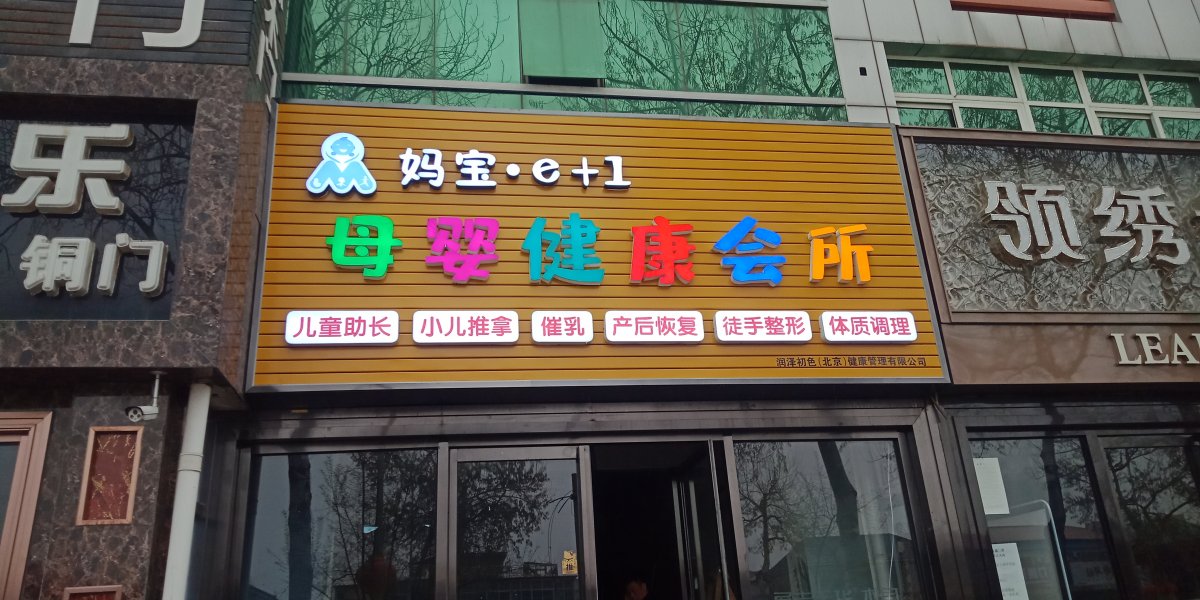 门
乐
铜门
妈宝·e+1
母婴健康会所
儿童助长 小儿推拿 催乳 产后恢复 徒手整形 体质调理
润泽初色(北京)健康管理有限公司
领绣
LEA